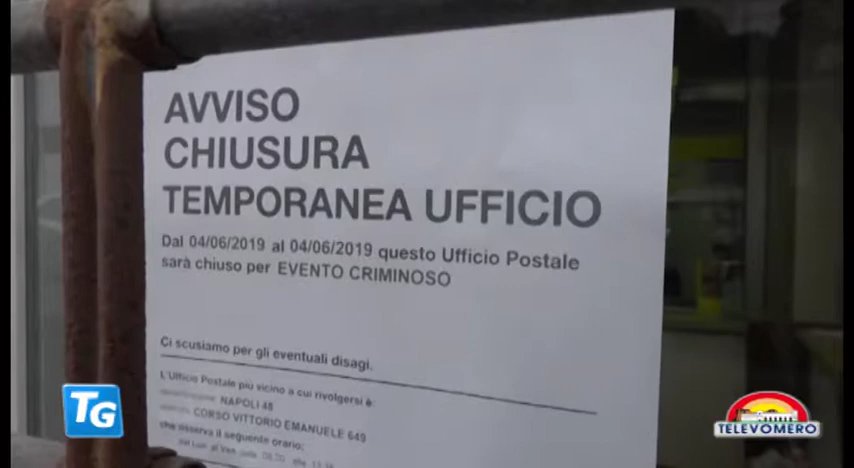 AVVISO
CHIUSURA
TEMPORANEA UFFICIO
Dal 04/06/2019 al 04/06/2019 questo Ufficio Postale
sarà chiuso per EVENTO CRIMINOSO
Ci scusiamo per gli eventuali disagi.
L'Ufficio Postale più vicino a cui rivolgersi è:
NAPOLI 48
CORSO VITTORIO EMANUELE 649
che osserva il seguente orario:
TG
TELEVOMERO